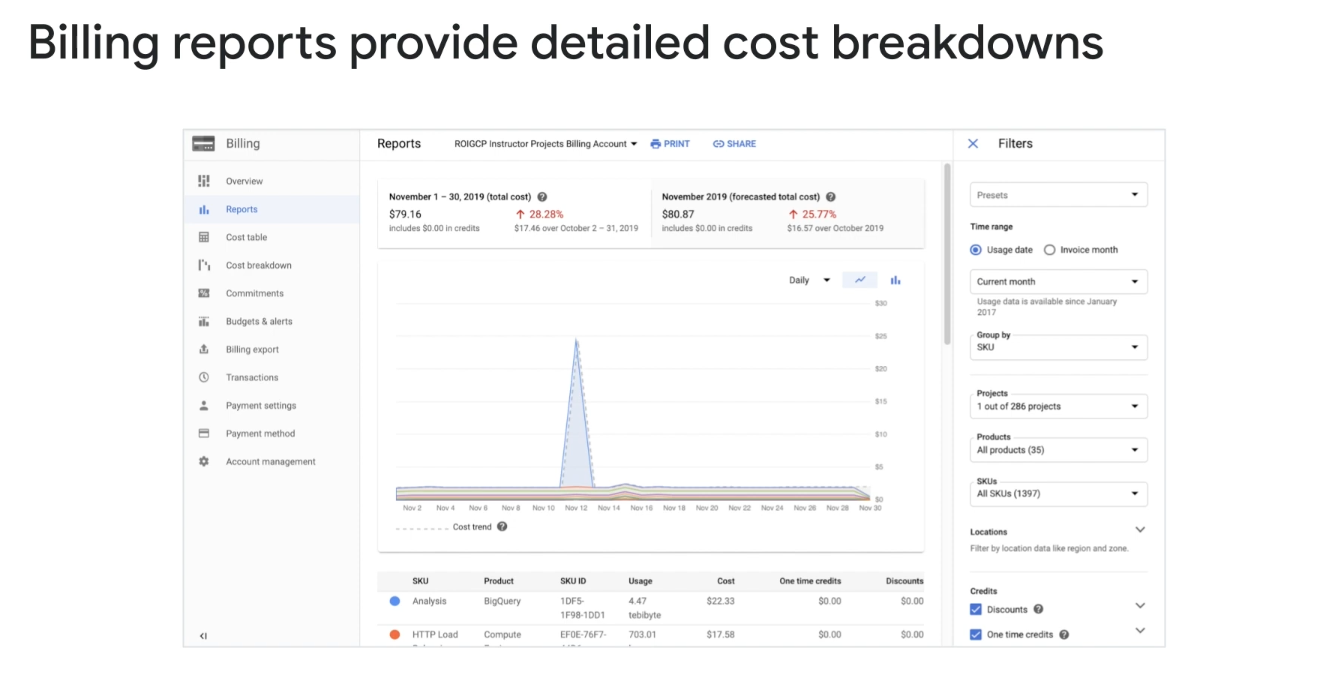 Billing reports provide detailed cost breakdowns
Billing
Overview
Reports
Cost table
Cost breakdown
Commitments
Budgets & alerts
Billing export
Transactions
Payment settings
Payment method
Account management
Reports ROIGCP Instructor Projects Billing Account PRINT SHARE
November 1 – 30, 2019 (total cost)
$79.16 28.28%
includes $0.00 in credits $17.46 over October 2 – 31, 2019
November 2019 (forecasted total cost)
$80.87 25.77%
includes $0.00 in credits $16.57 over October 2019
Daily
$30
$25
$20
$15
$10
$5
$0
Nov 2 Nov 4 Nov 6 Nov 8 Nov 10 Nov 12 Nov 14 Nov 16 Nov 18 Nov 20 Nov 22 Nov 24 Nov 26 Nov 28 Nov 30
Cost trend
SKU Product SKU ID Usage Cost One time credits Discounts
Analysis BigQuery 1DF5- 4.47 $22.33 $0.00 $0.00
1F98-1DD1 tebibyte
HTTP Load Compute EF0E-76F7- 703.01 $17.58 $0.00 $0.00
Filters
Presets
Time range
Usage date Invoice month
Current month
Usage data is available since January
2017
Group by
SKU
Projects
1 out of 286 projects
Products
All products (35)
SKUs
All SKUs (1397)
Locations
Filter by location data like region and zone.
Credits
Discounts
One time credits